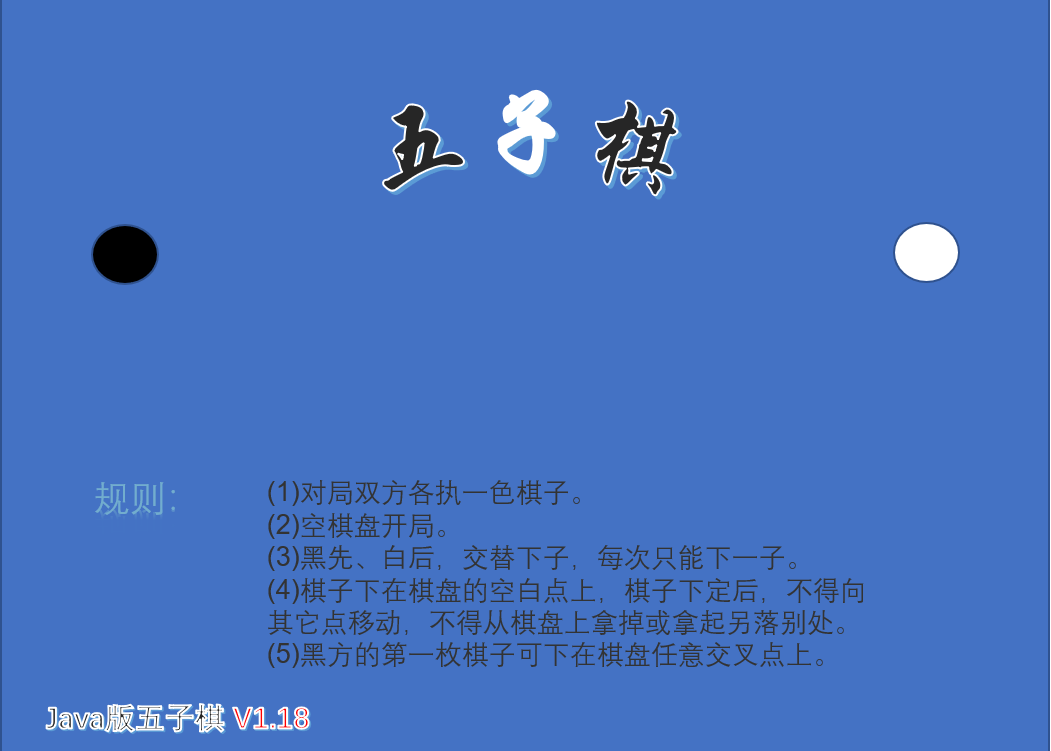 五子棋
规则:
(1)对局双方各执一色棋子。
(2)空棋盘开局。
(3)黑先、白后，交替下子，每次只能下一子。
(4)棋子下在棋盘的空白点上，棋子下定后，不得向
其它点移动，不得从棋盘上拿掉或拿起另落别处。
(5)黑方的第一枚棋子可下在棋盘任意交叉点上。
Java版五子棋 V1.18